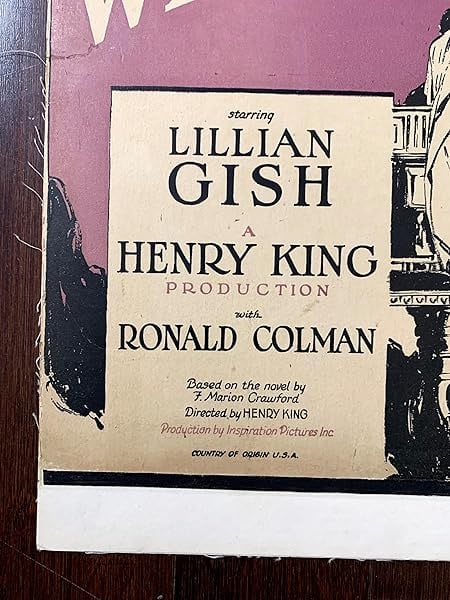 starring
LILLIAN
GISH
A
HENRY KING
PRODUCTION
with
RONALD COLMAN
Based on the novel by
F. Marion Crawford
Directed by HENRY KING
Production by Inspiration Pictures Inc
COUNTRY OF ORIGIN U.S.A.